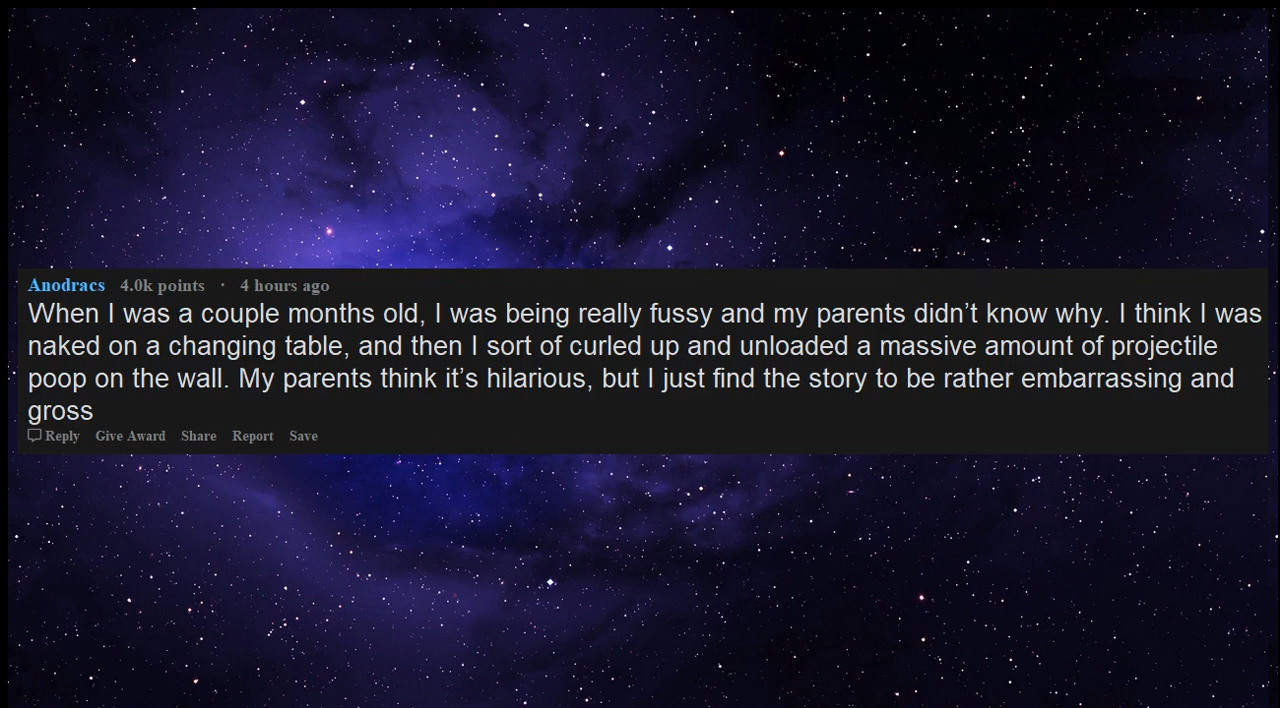 Anodracs 4.0k points · 4 hours ago
When I was a couple months old, I was being really fussy and my parents didn’t know why. I think I was
naked on a changing table, and then I sort of curled up and unloaded a massive amount of projectile
poop on the wall. My parents think it’s hilarious, but I just find the story to be rather embarrassing and
gross
Reply Give Award Share Report Save